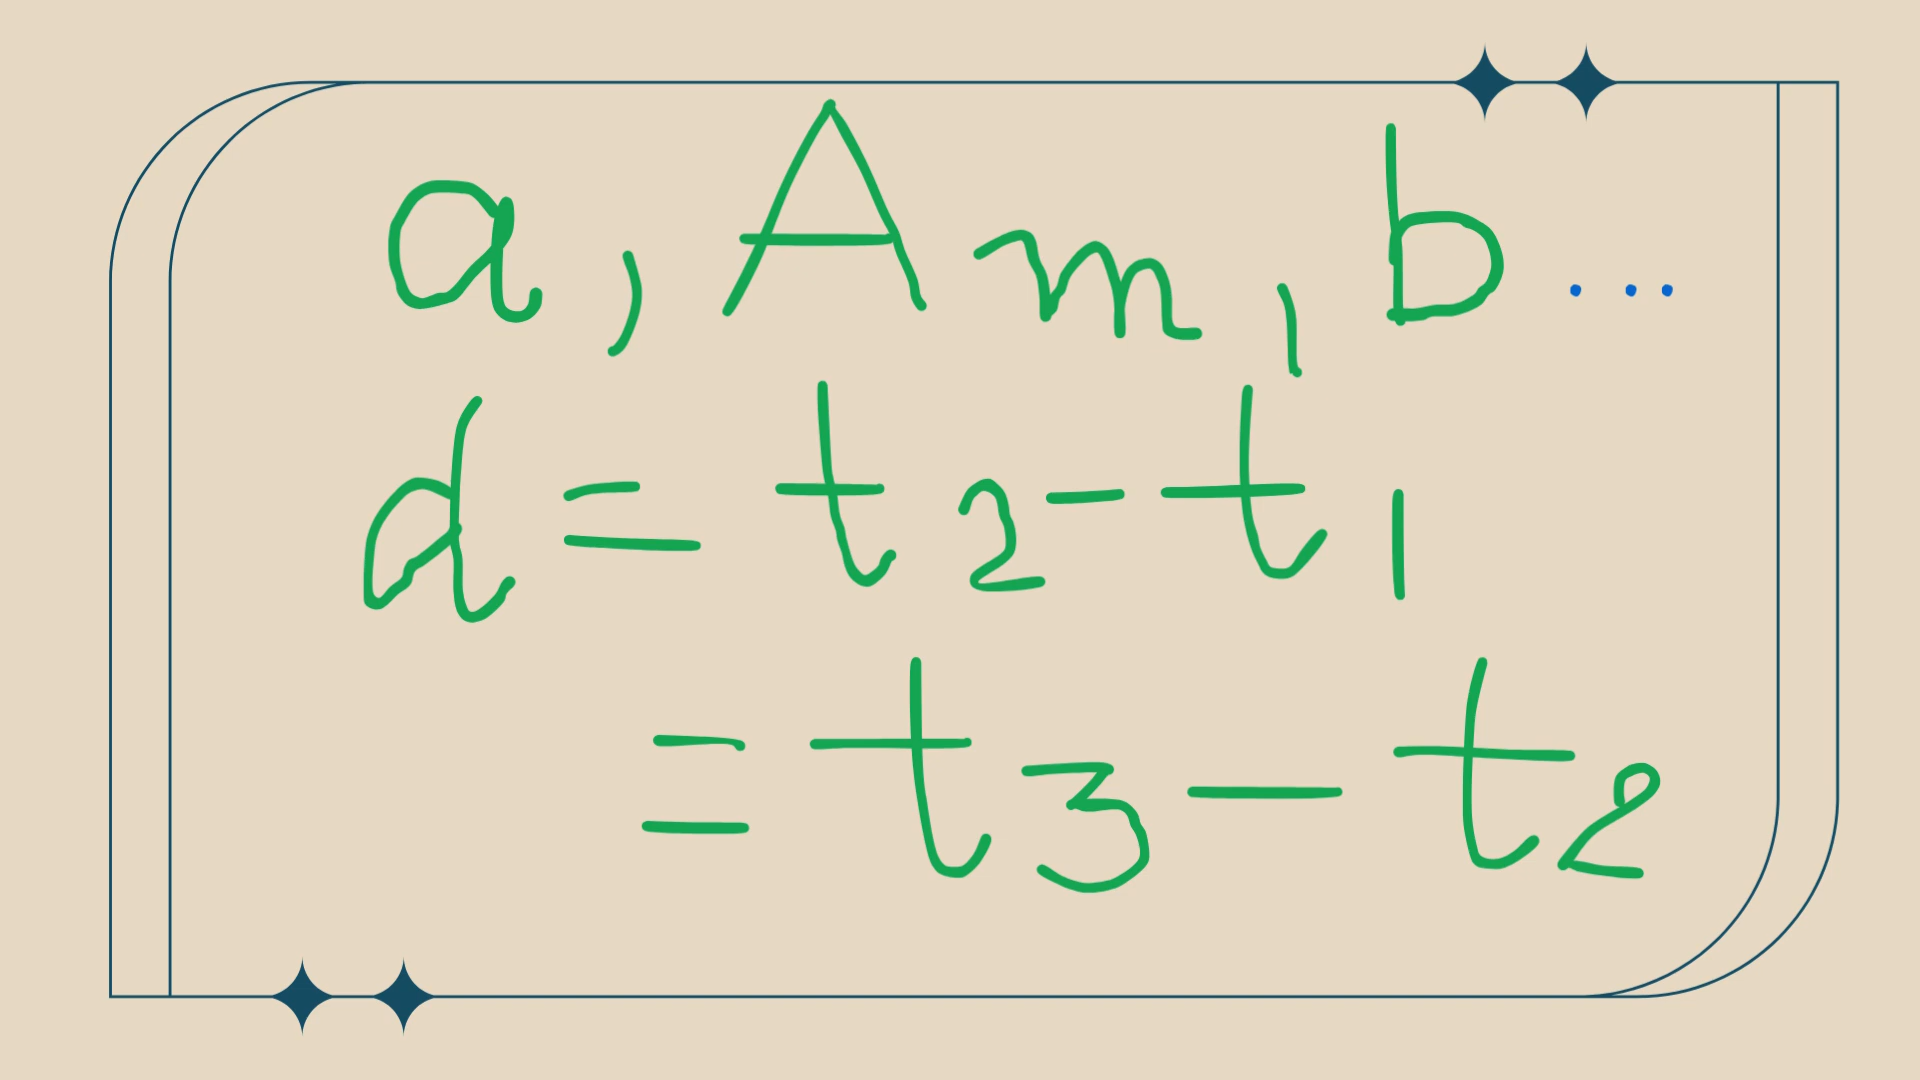 a, Am, b...
d = t2 - t1
= t3 - t2